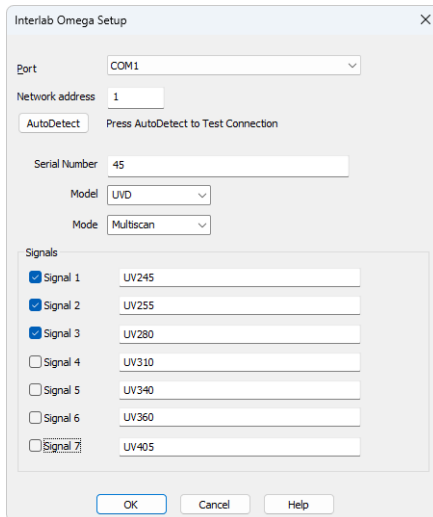 Interlab Omega Setup
Port COM1
Network address 1
AutoDetect Press AutoDetect to Test Connection
Serial Number 45
Model UVD
Mode Multiscan
Signals
Signal 1 UV245
Signal 2 UV255
Signal 3 UV280
Signal 4 UV310
Signal 5 UV340
Signal 6 UV360
Signal 7 UV405
OK Cancel Help